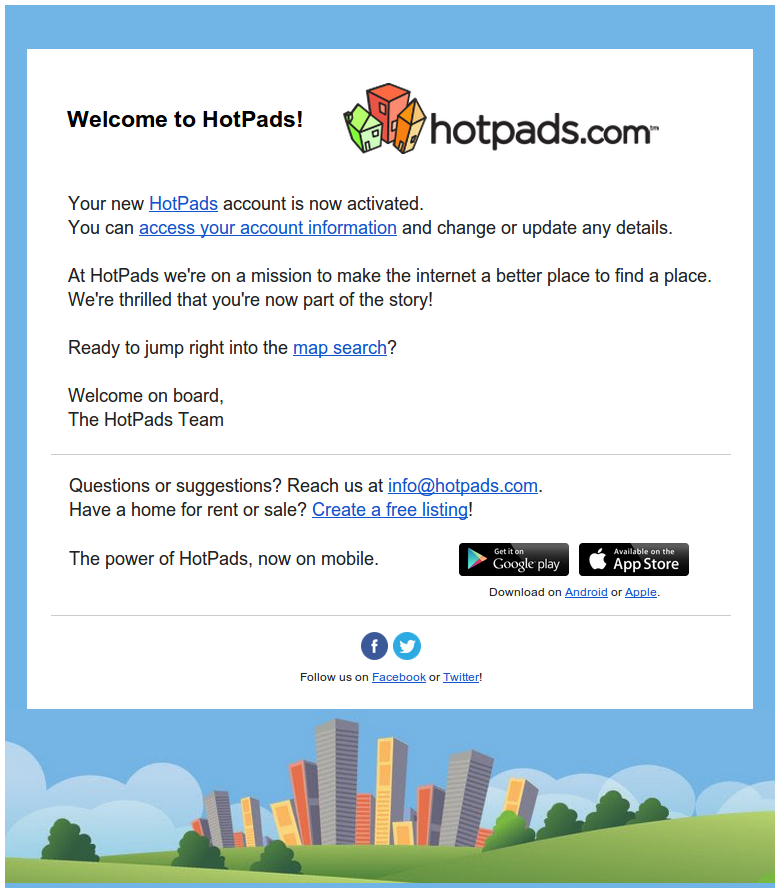 Welcome to HotPads!
hotpads.com™
Your new HotPads account is now activated.
You can access your account information and change or update any details.
At HotPads we're on a mission to make the internet a better place to find a place.
We're thrilled that you're now part of the story!
Ready to jump right into the map search?
Welcome on board,
The HotPads Team
Questions or suggestions? Reach us at info@hotpads.com.
Have a home for rent or sale? Create a free listing!
The power of HotPads, now on mobile.
Get it on
Google play
Available on the
App Store
Download on Android or Apple.
Follow us on Facebook or Twitter!